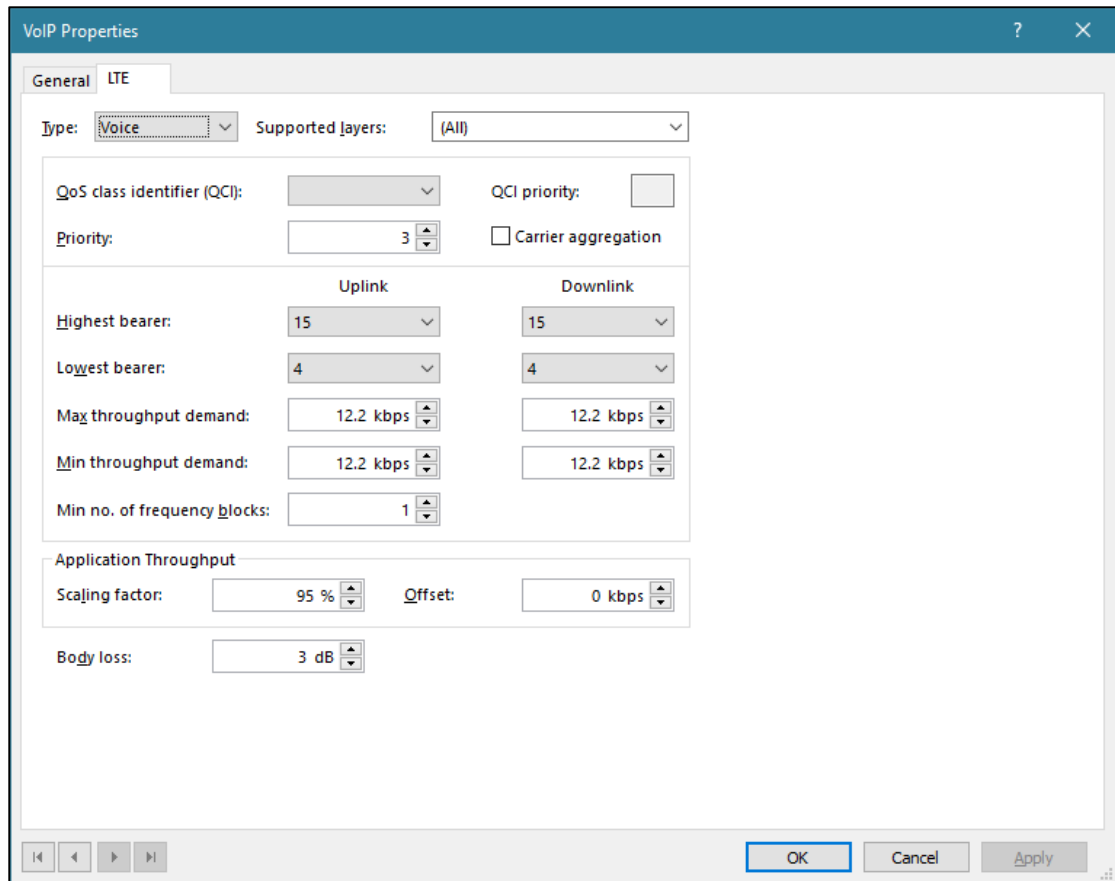 VoIP Properties ?
General LTE
Type: Voice Supported layers: (All)
QoS class identifier (QCI): QCI priority:
Priority: 3 Carrier aggregation
Uplink Downlink
Highest bearer: 15 15
Lowest bearer: 4 4
Max throughput demand: 12.2 kbps 12.2 kbps
Min throughput demand: 12.2 kbps 12.2 kbps
Min no. of frequency blocks: 1
Application Throughput
Scaling factor: 95 % Offset: 0 kbps
Body loss: 3 dB
OK Cancel Apply